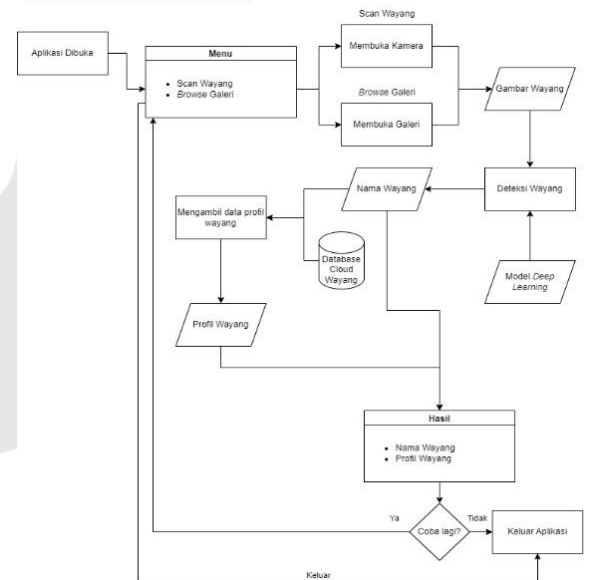 Scan Wayang
Aplikasi Dibuka
Menu
Scan Wayang
Browse Galeri
Membuka Kamera
Browse Galeri
Membuka Galeri
Gambar Wayang
Deteksi Wayang
Model Deep
Learning
Nama Wayang
Database
Cloud
Wayang
Mengambil data profil
wayang
Profil Wayang
Hasil
Nama Wayang
Profil Wayang
Coba lagi?
Ya
Tidak
Keluar Aplikasi
Keluar